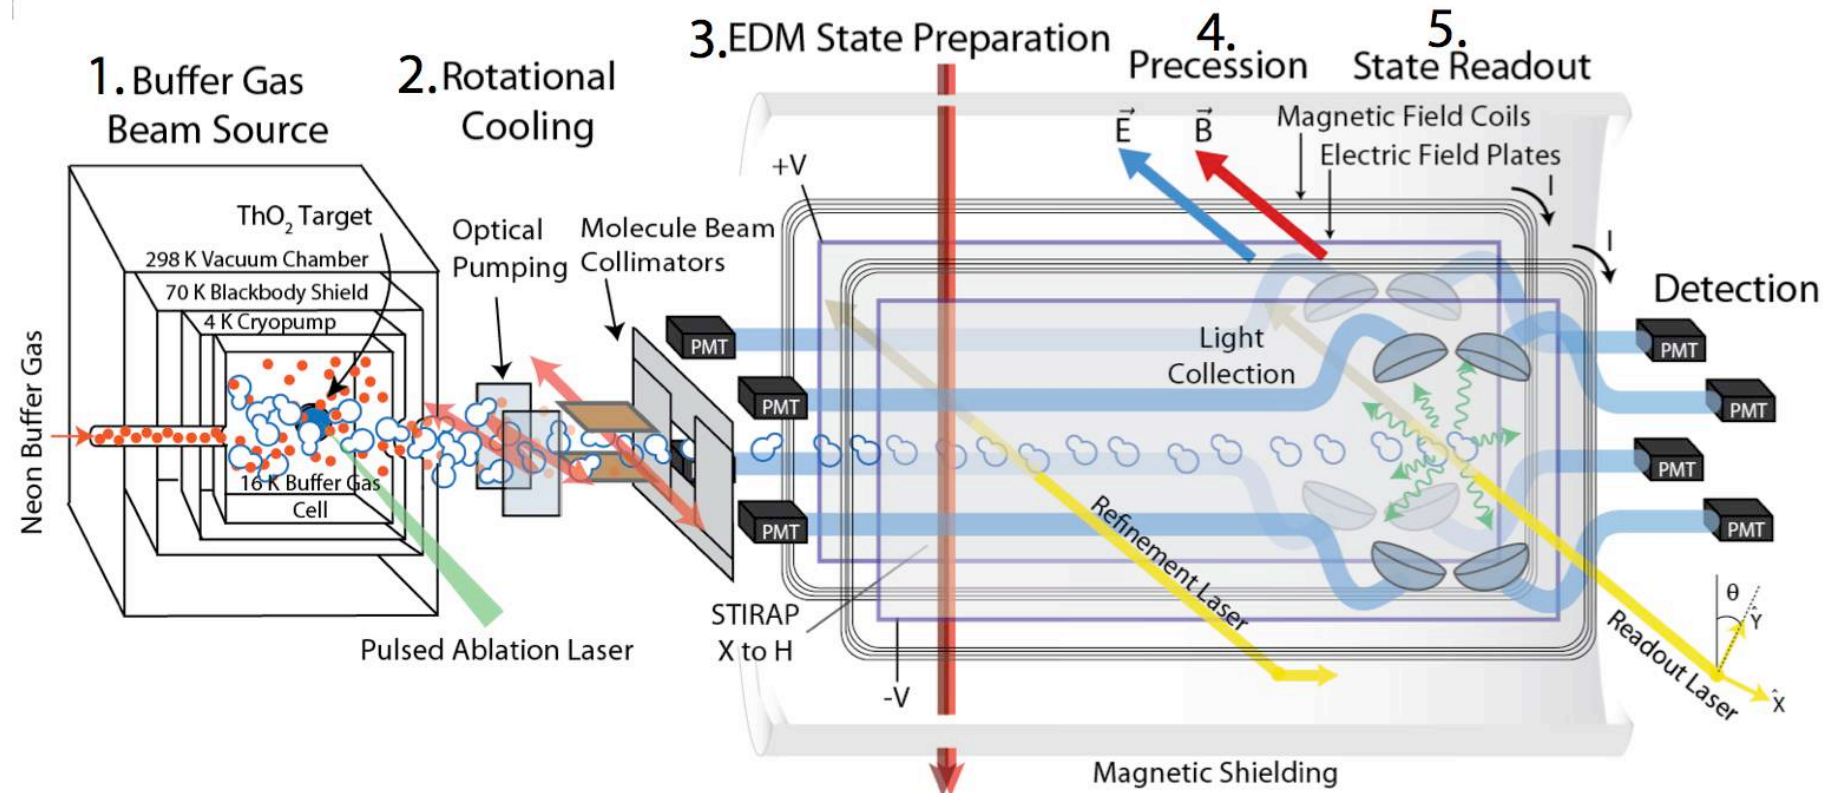 1. Buffer Gas
Beam Source
2. Rotational
Cooling
3. EDM State Preparation
4.
Precession
5.
State Readout
Magnetic Field Coils
Electric Field Plates
E
B
I
I
+V
ThO2 Target
298 K Vacuum Chamber
70 K Blackbody Shield
4 K Cryopump
16 K Buffer Gas
Cell
Neon Buffer Gas
Optical
Pumping
Molecule Beam
Collimators
Pulsed Ablation Laser
PMT
PMT
PMT
Light
Collection
Detection
PMT
PMT
PMT
PMT
STIRAP
X to H
-V
Refinement Laser
Readout Laser
θ
Ŷ
X̂
Magnetic Shielding